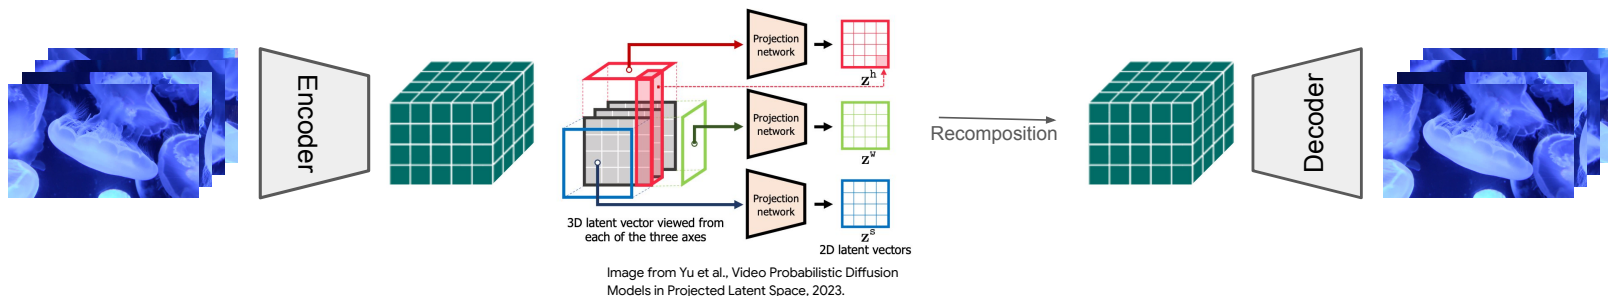 Encoder
Projection
network
z^h
Projection
network
z^w
Projection
network
z^s
3D latent vector viewed from
each of the three axes
2D latent vectors
Image from Yu et al., Video Probabilistic Diffusion
Models in Projected Latent Space, 2023.
Recomposition
Decoder